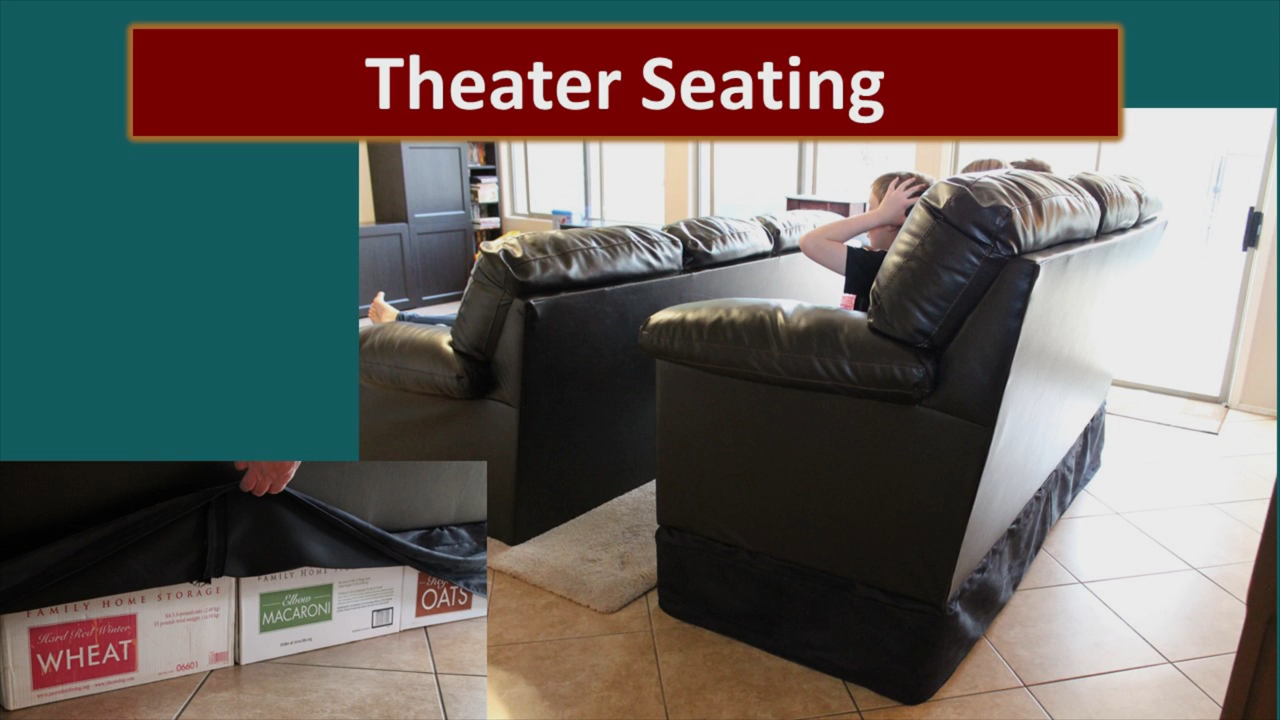 Theater Seating
FAMILY HOME STORAGE
Hard Red Winter
WHEAT
06601
FAMILY HOME
Elbow
MACARONI
OATS